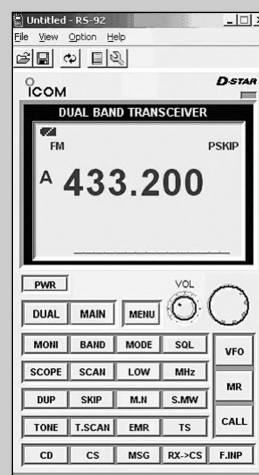 Untitled - RS-92
File View Option Help
ICOM
D-STAR
DUAL BAND TRANSCEIVER
FM PSKIP
A 433.200
PWR VOL
DUAL MAIN MENU
MONI BAND MODE SQL VFO
SCOPE SCAN LOW MHz
MR
DUP SKIP M.N S.MW
CALL
TONE T.SCAN EMR TS
CD CS MSG RX->CS F.INP